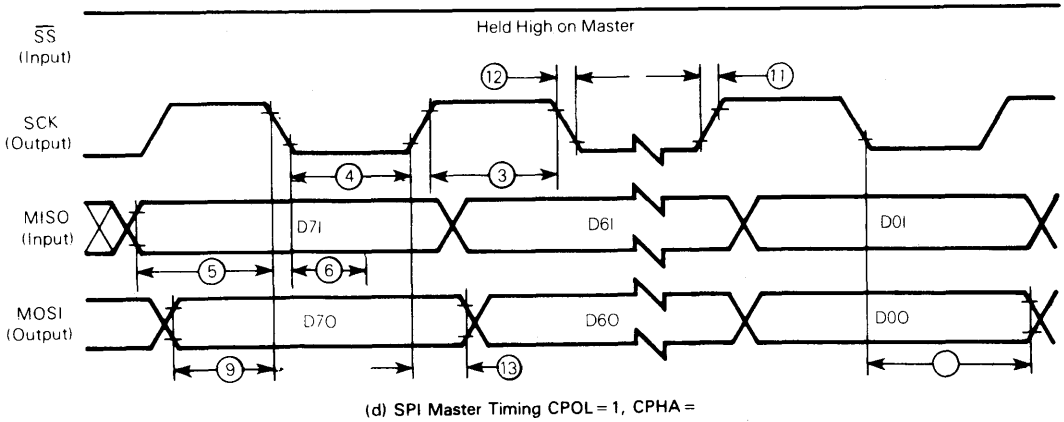 Held High on Master
SS
(Input)
12
11
SCK
(Output)
4
3
MISO
(Input)
D7I
D6I
D0I
5
6
MOSI
(Output)
D7O
D6O
D0O
9
13
(d) SPI Master Timing CPOL = 1, CPHA =